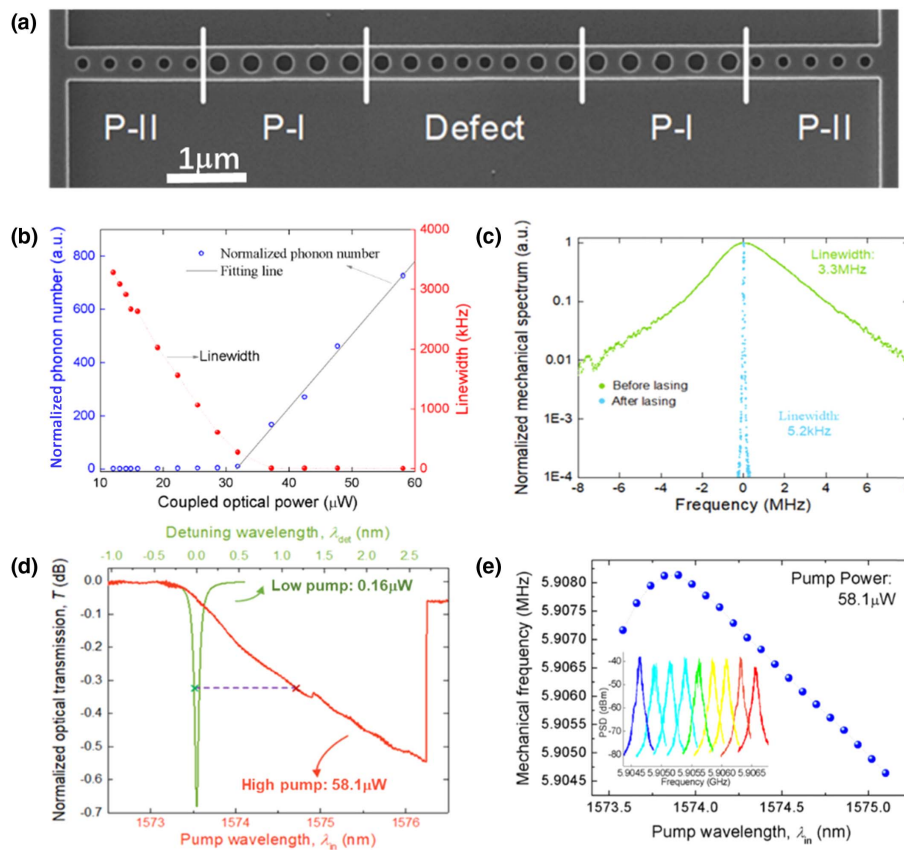 (a)
P-II P-I Defect P-I P-II
1μm
(b)
Normalized phonon number (a.u.)
800
600
400
200
0
Normalized phonon number
Fitting line
Linewidth
4000
3000
2000
1000
0
Linewidth (kHz)
10 20 30 40 50 60
Coupled optical power (μW)
(c)
Normalized mechanical spectrum
1
0.1
0.01
1E-3
1E-4
Linewidth:
3.3MHz
Before lasing
After lasing
Linewidth:
5.2kHz
-8 -6 -4 -2 0 2 4 6 8
Frequency (MHz)
(d)
Detuning wavelength, λdet (nm)
-1.0 -0.5 0.0 0.5 1.0 1.5 2.0 2.5
Normalized optical transmission, T (dB)
0.0
-0.1
-0.2
-0.3
-0.4
-0.5
-0.6
-0.7
Low pump: 0.16μW
High pump: 58.1μW
1573 1574 1575 1576
Pump wavelength, λin (nm)
(e)
Mechanical frequency (MHz)
5.9080
5.9075
5.9070
5.9065
5.9060
5.9055
5.9050
5.9045
Pump Power:
58.1μW
PSD (dBm)
-40
-50
-60
-70
-80
5.9045 5.9050 5.9055 5.9060 5.9065
Frequency (GHz)
1573.5 1574.0 1574.5 1575.0
Pump wavelength, λin (nm)